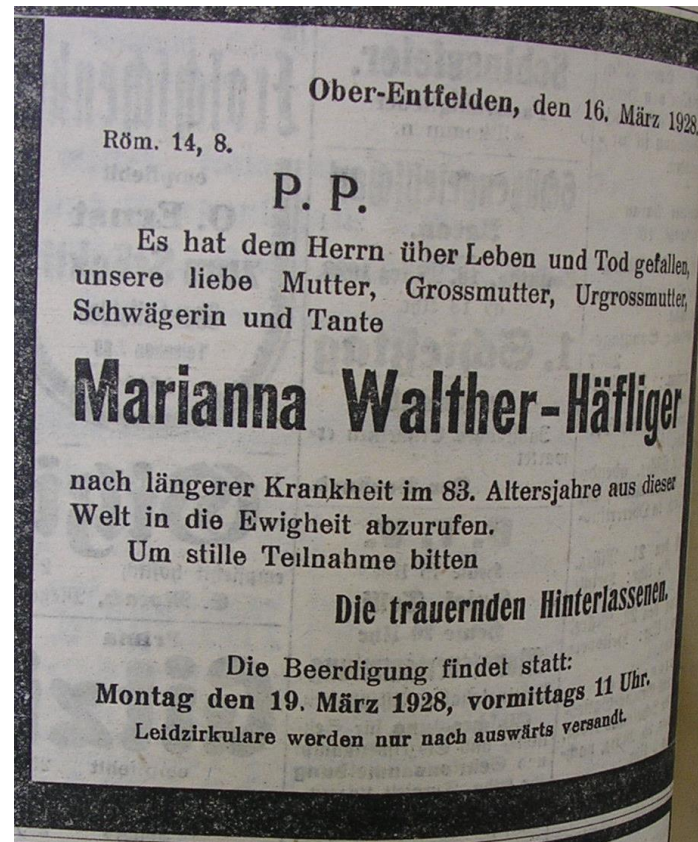 Ober-Entfelden, den 16. März 1928.
Röm. 14, 8.
P. P.
Es hat dem Herrn über Leben und Tod gefallen,
unsere liebe Mutter, Grossmutter, Urgrossmutter,
Schwägerin und Tante
Marianna Walther-Häfliger
nach längerer Krankheit im 83. Altersjahre aus dieser
Welt in die Ewigheit abzurufen.
Um stille Teilnahme bitten
Die trauernden Hinterlassenen.
Die Beerdigung findet statt:
Montag den 19. März 1928, vormittags 11 Uhr.
Leidzirkulare werden nur nach auswärts versandt.